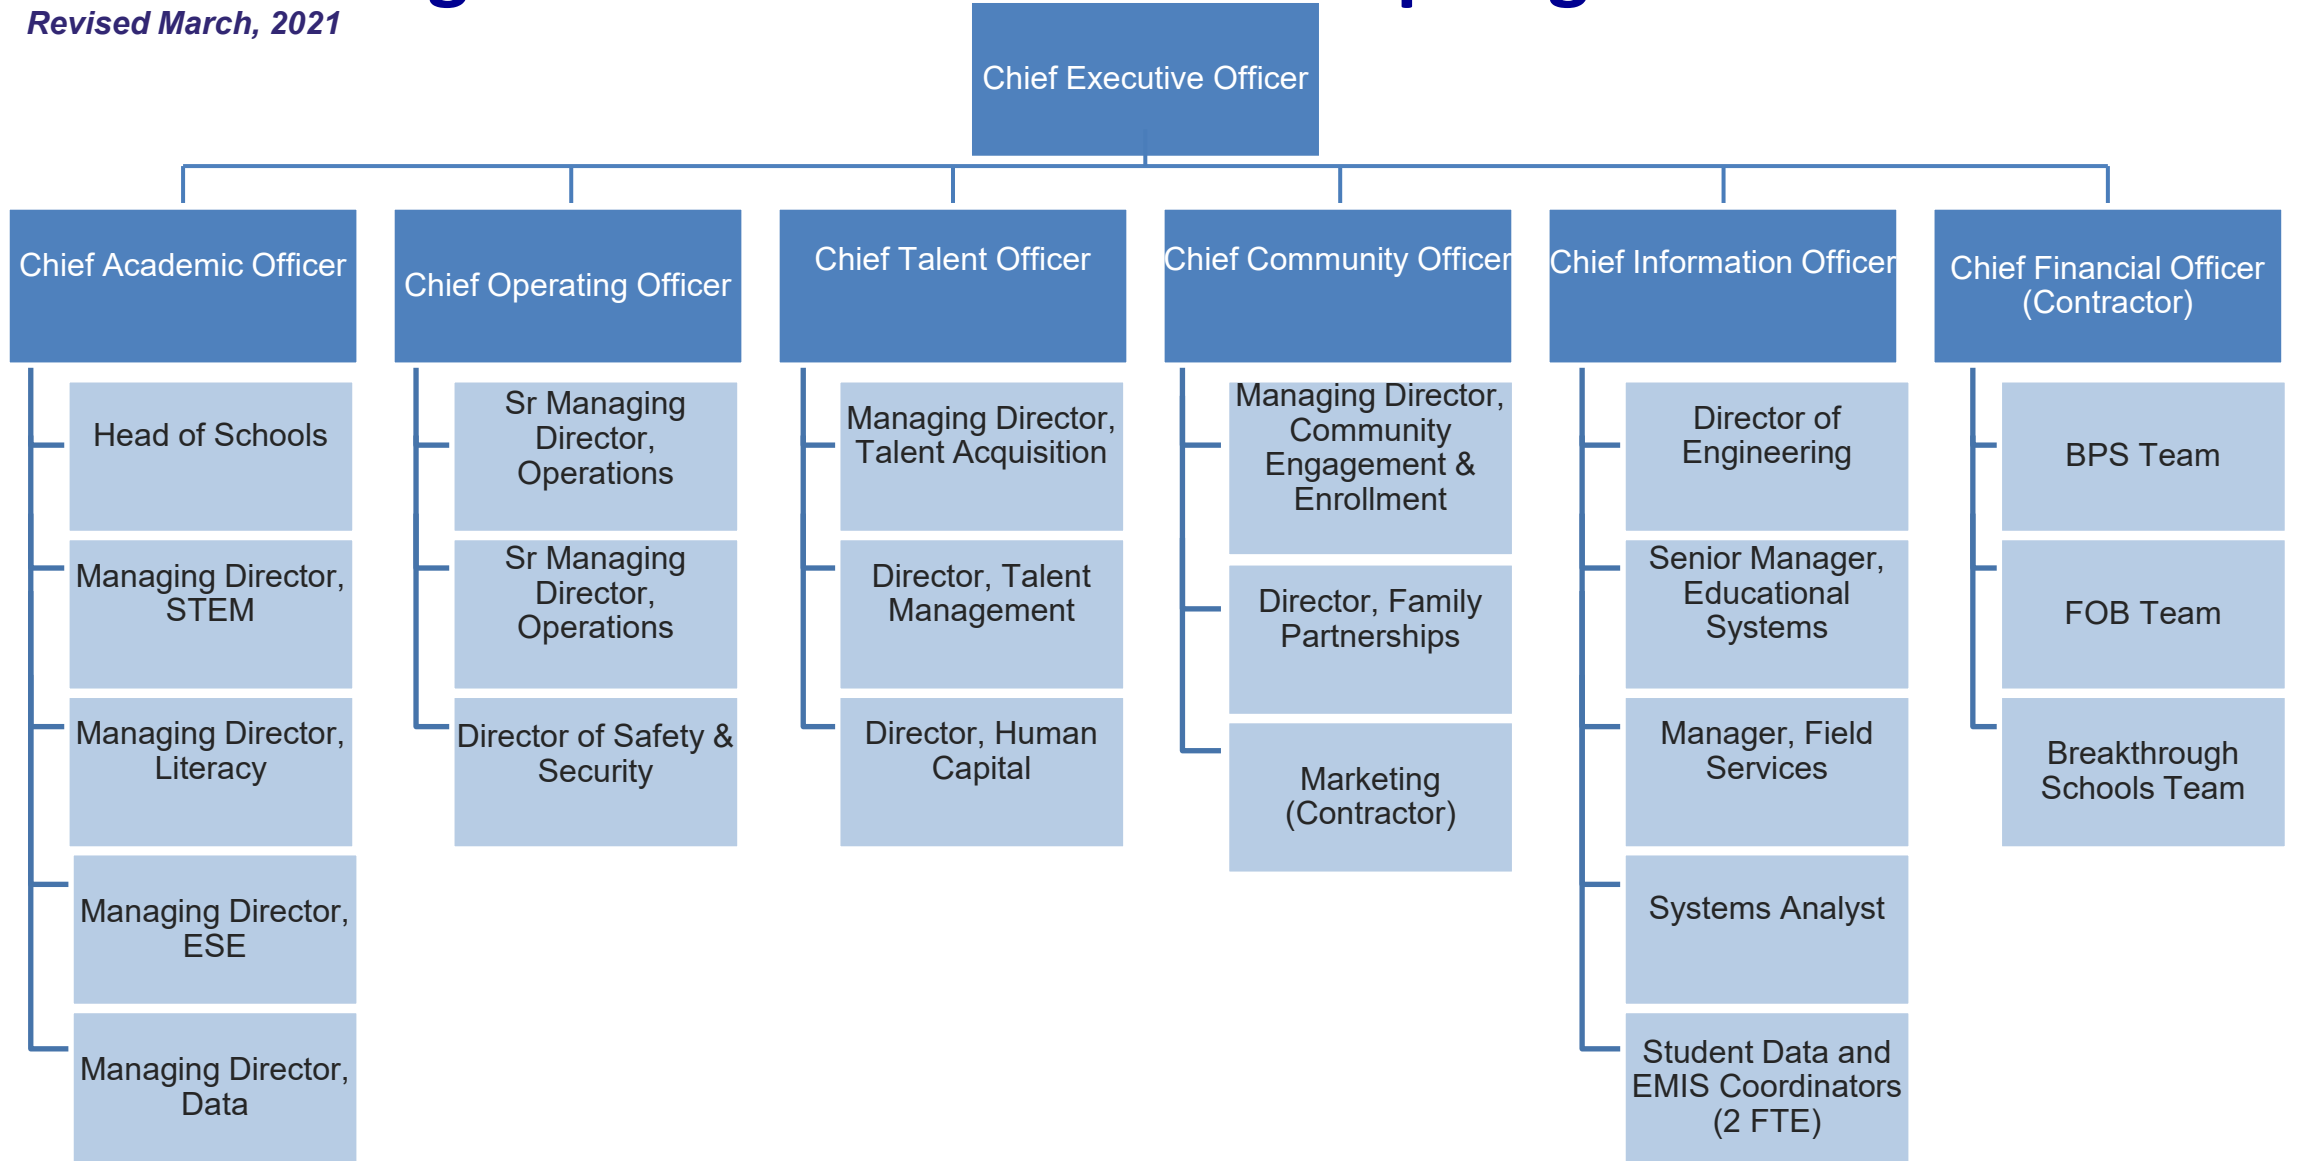 Revised March, 2021
Chief Executive Officer
Chief Academic Officer
Chief Operating Officer
Chief Talent Officer
Chief Community Officer
Chief Information Officer
Chief Financial Officer
(Contractor)
Head of Schools
Managing Director,
STEM
Managing Director,
Literacy
Managing Director,
ESE
Managing Director,
Data
Sr Managing
Director,
Operations
Sr Managing
Director,
Operations
Director of Safety &
Security
Managing Director,
Talent Acquisition
Director, Talent
Management
Director, Human
Capital
Managing Director,
Community
Engagement &
Enrollment
Director, Family
Partnerships
Marketing
(Contractor)
Director of
Engineering
Senior Manager,
Educational
Systems
Manager, Field
Services
Systems Analyst
Student Data and
EMIS Coordinators
(2 FTE)
BPS Team
FOB Team
Breakthrough
Schools Team